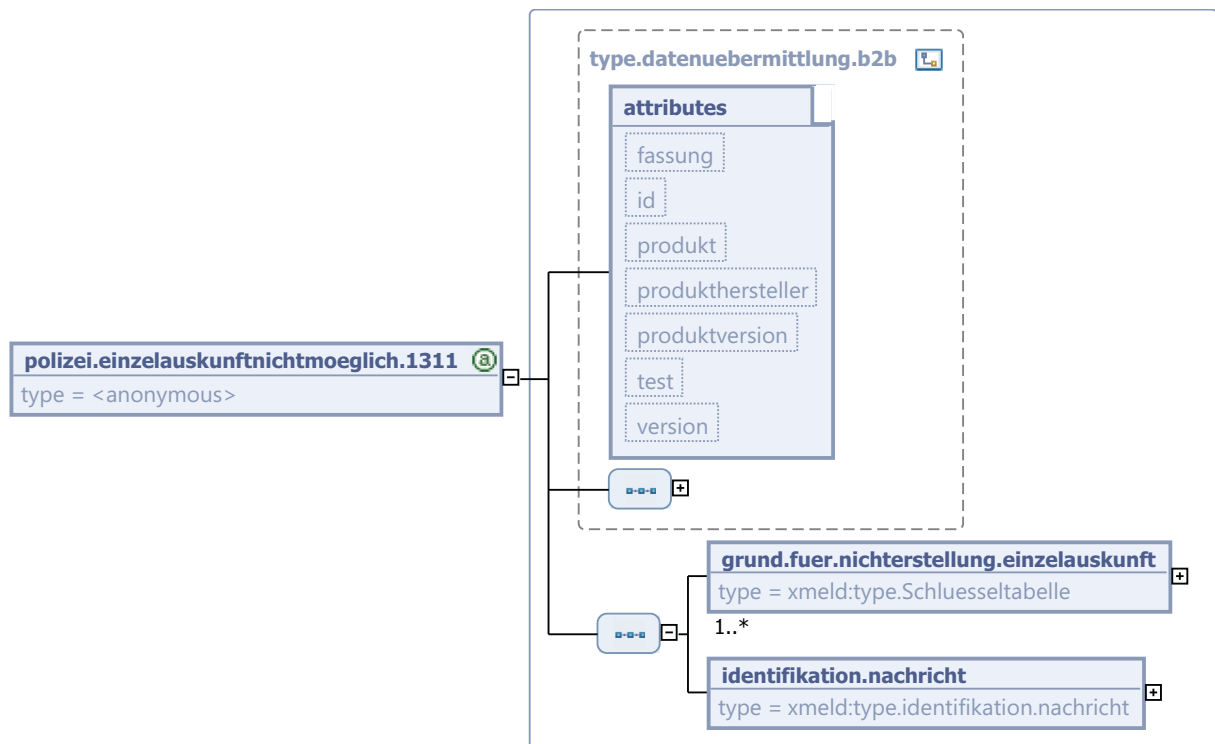 type.datenuebermittlung.b2b
attributes
fassung
id
produkt
produkthersteller
produktversion
test
version
polizei.einzelauskunftnichtmoeglich.1311 @
type = <anonymous>
grund.fuer.nichterstellung.einzelauskunft
type = xmeld:type.Schluesseltabelle
1..*
identifikation.nachricht
type = xmeld:type.identifikation.nachricht